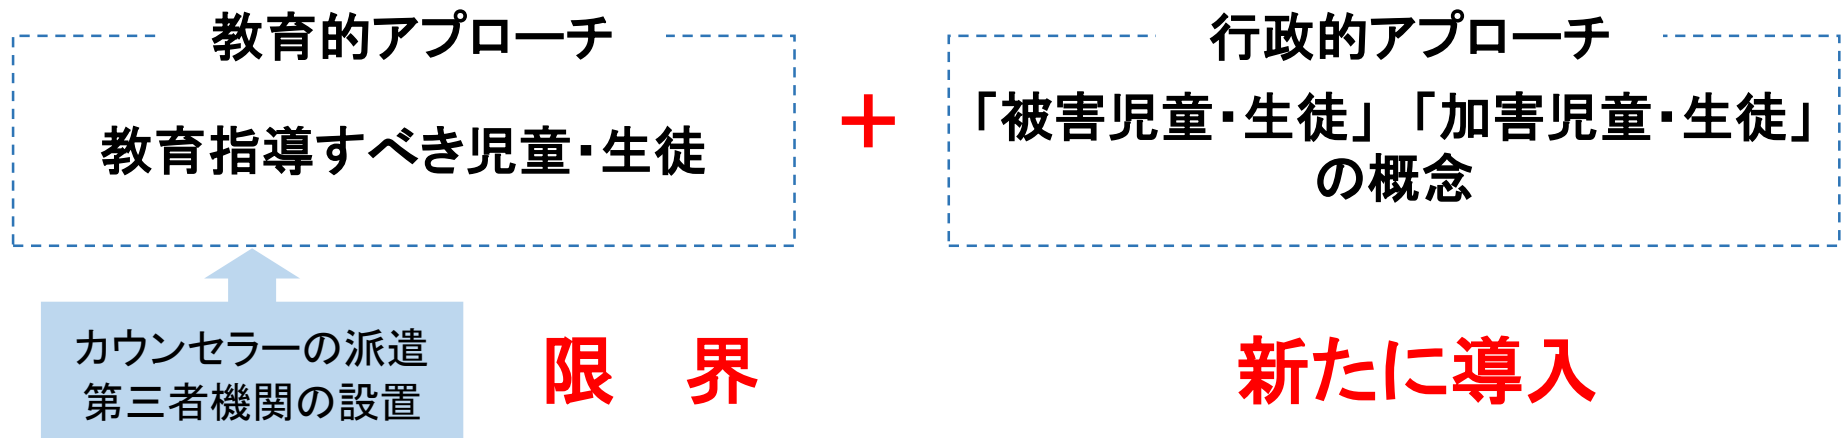 教育的アプローチ
教育指導すべき児童・生徒
カウンセラーの派遣
第三者機関の設置
限　界
＋
行政的アプローチ
「被害児童・生徒」「加害児童・生徒」
の概念
新たに導入